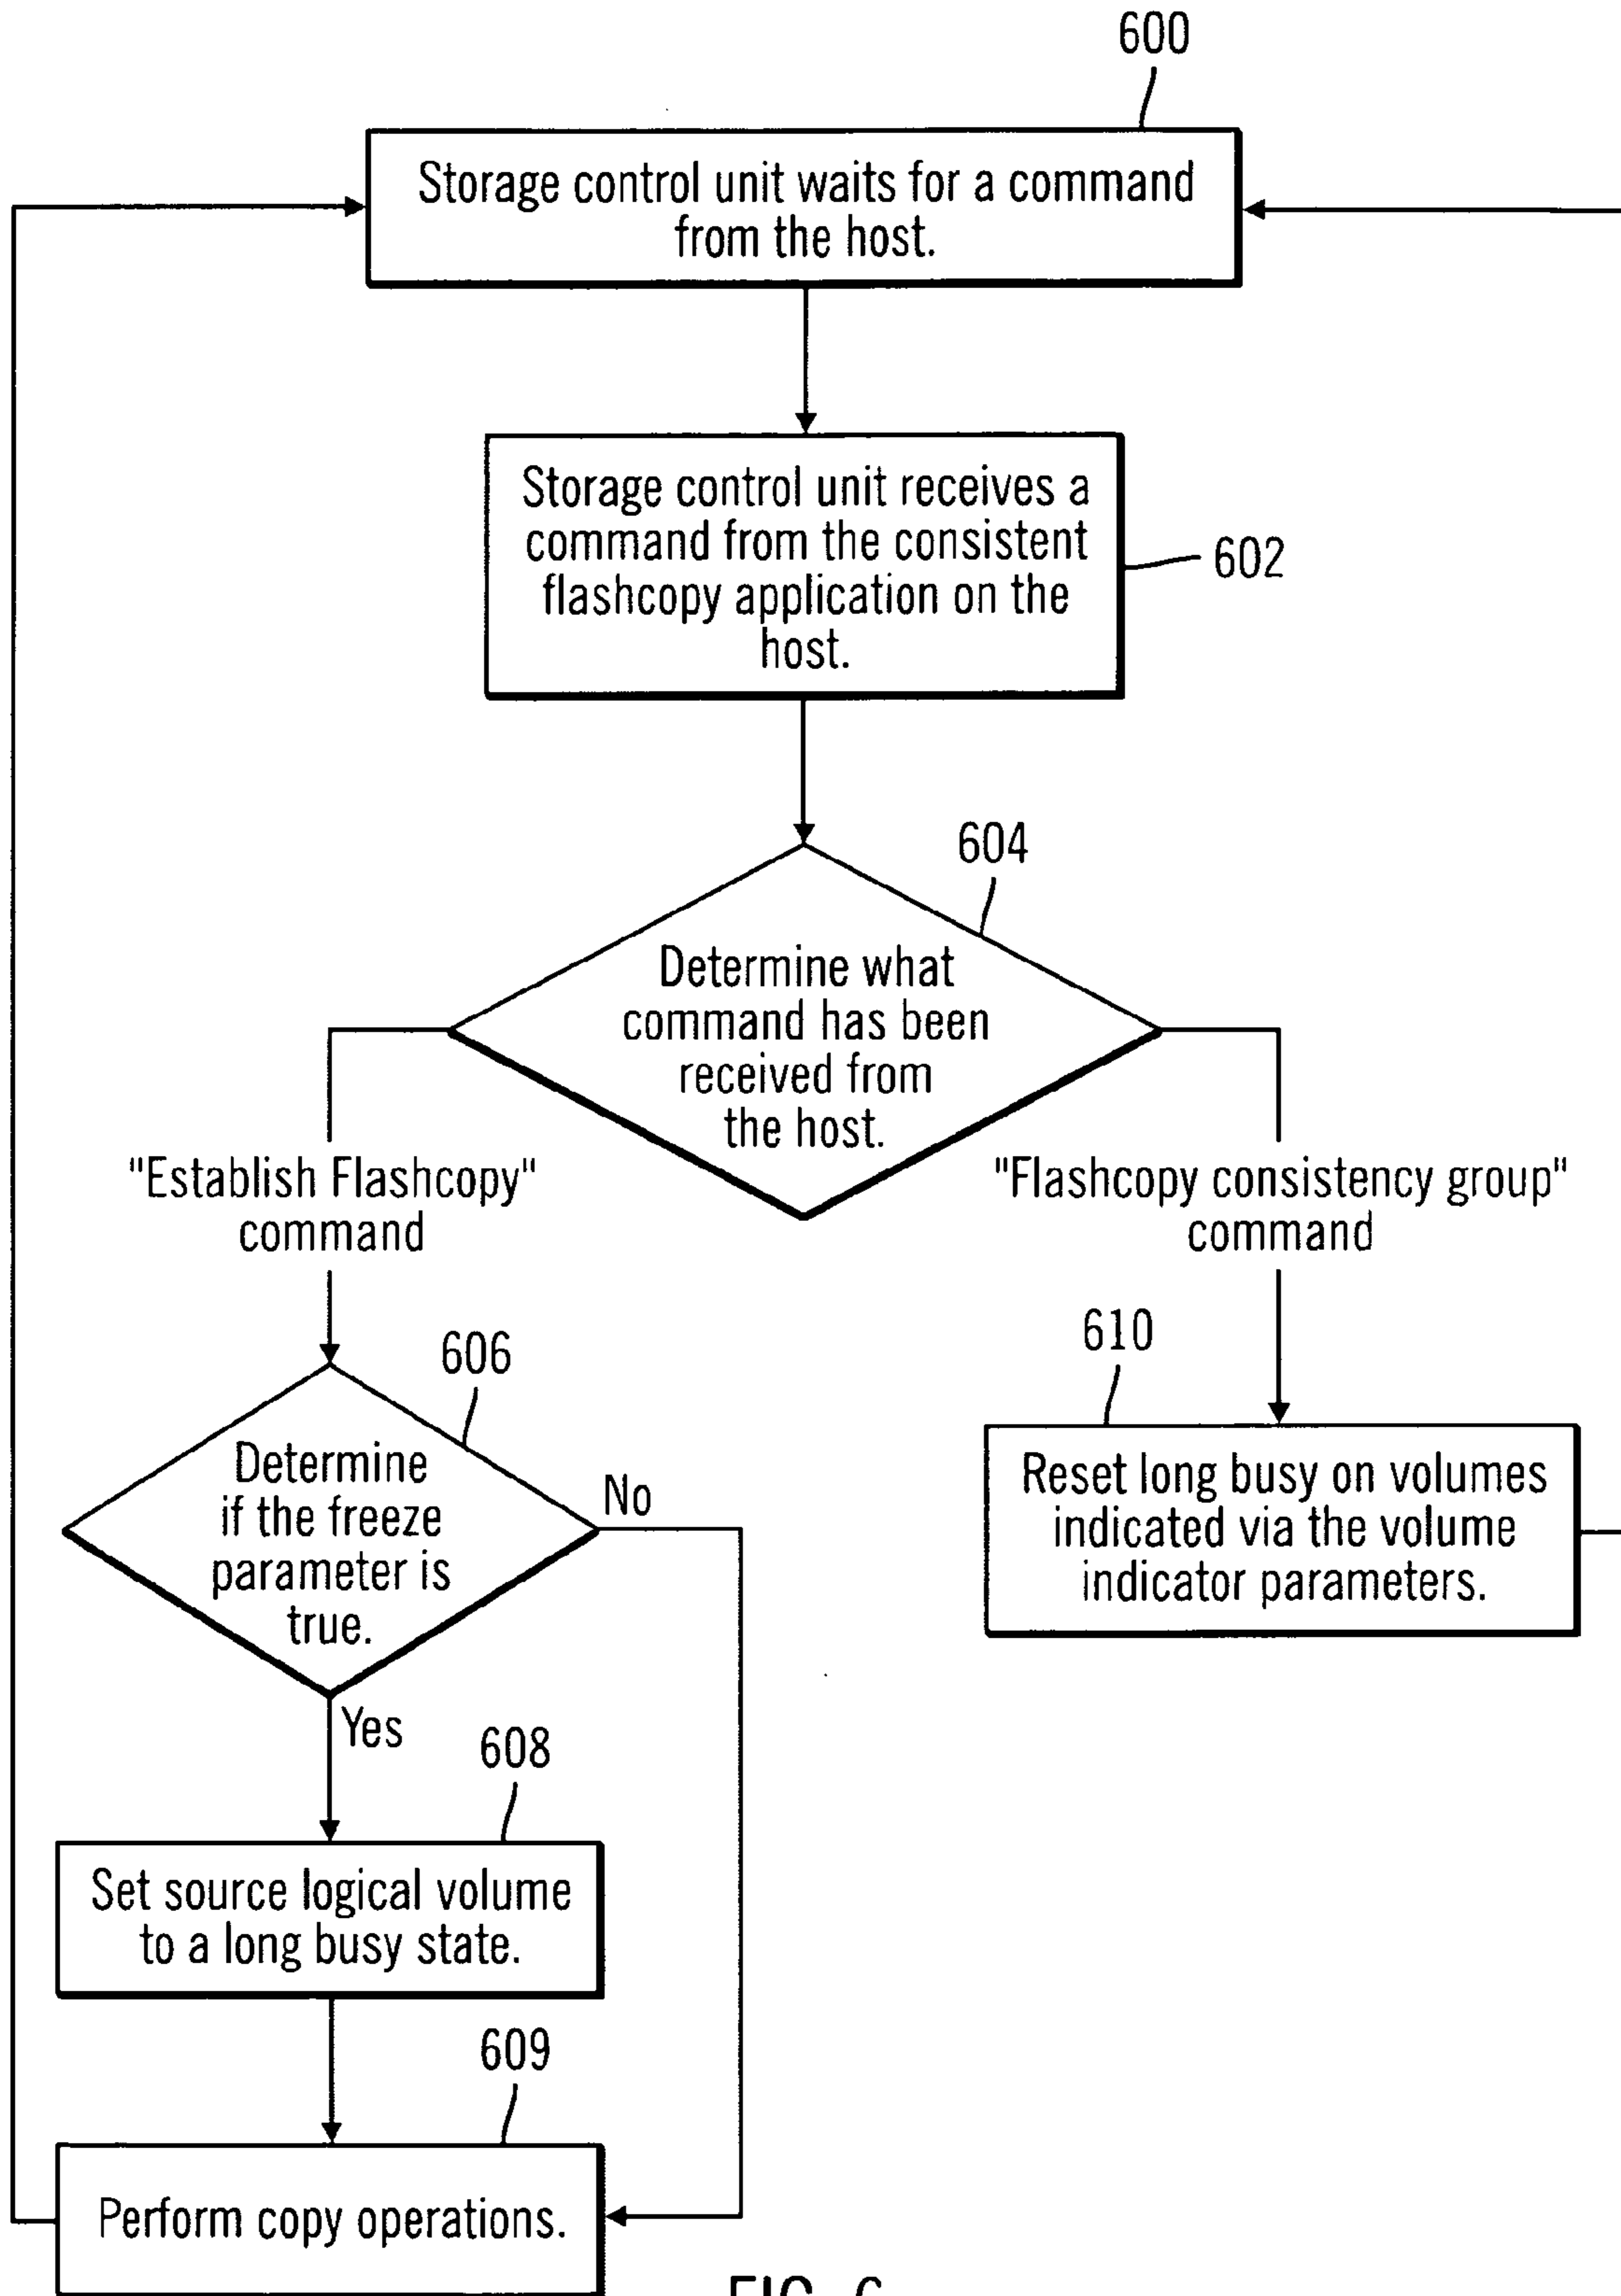 600
Storage control unit waits for a command
from the host.
Storage control unit receives a
command from the consistent
flashcopy application on the
host.
602
604
Determine what
command has been
received from
the host.
"Establish Flashcopy"
command
"Flashcopy consistency group"
command
606
Determine
if the freeze
parameter is
true.
No
Yes
610
Reset long busy on volumes
indicated via the volume
indicator parameters.
608
Set source logical volume
to a long busy state.
609
Perform copy operations.
FIG. 6